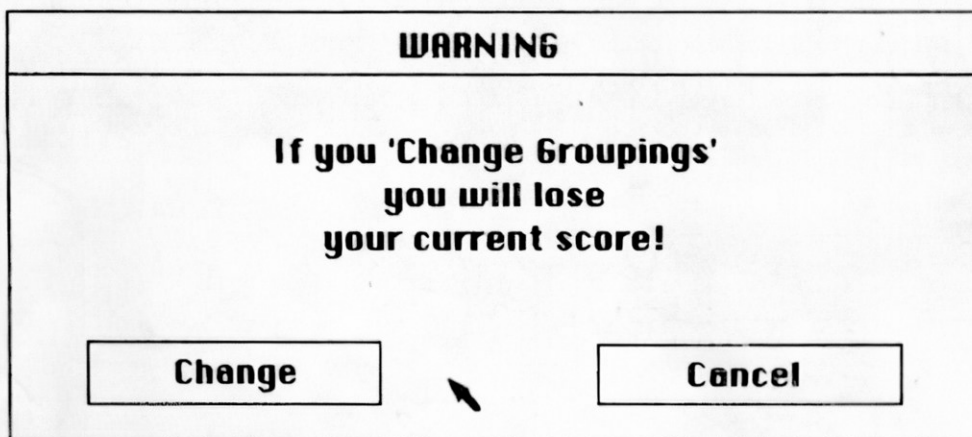 WARNING
If you 'Change Groupings'
you will lose
your current score!
Change
Cancel